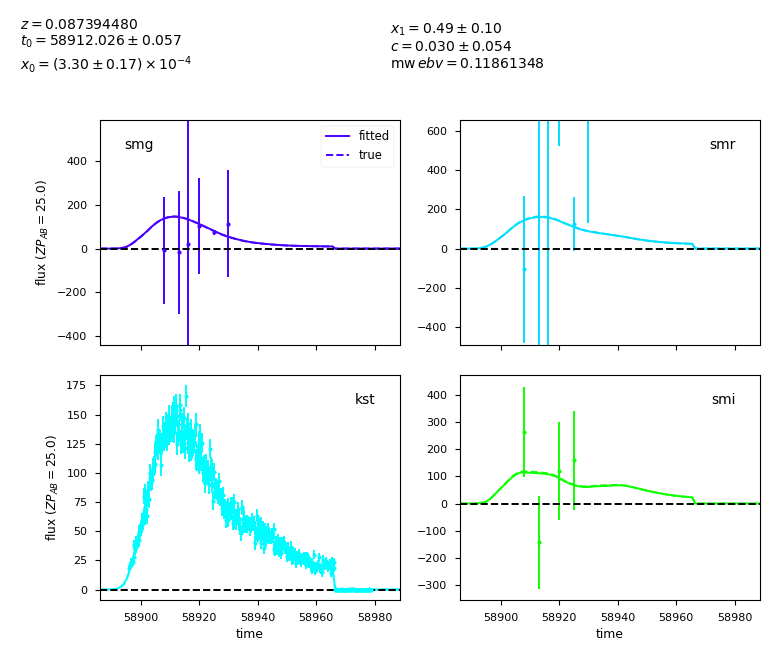 z = 0.087394480
t₀ = 58912.026 ± 0.057
x₀ = (3.30 ± 0.17) × 10⁻⁴
x₁ = 0.49 ± 0.10
c = 0.030 ± 0.054
mw ebv = 0.11861348
smg
fitted
true
400
200
0
−200
−400
flux (ZP_AB = 25.0)
smr
600
400
200
0
−200
−400
kst
175
150
125
100
75
50
25
0
flux (ZP_AB = 25.0)
58900 58920 58940 58960 58980
time
smi
400
300
200
100
0
−100
−200
−300
58900 58920 58940 58960 58980
time